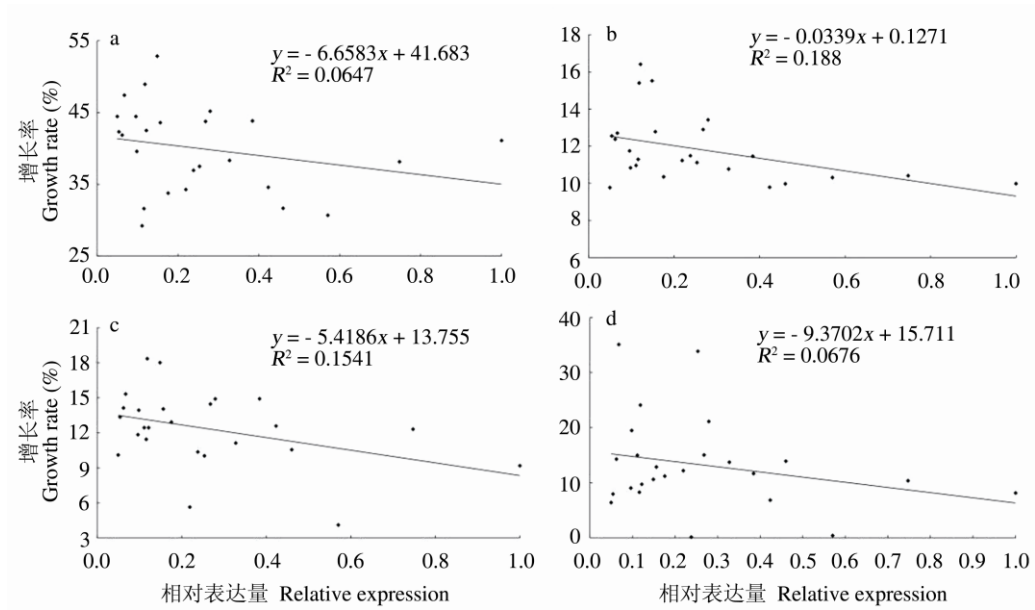 a
y = - 6.6583x + 41.683
R² = 0.0647
增长率
Growth rate (%)
55
45
35
25
0.0 0.2 0.4 0.6 0.8 1.0
b
y = - 0.0339x + 0.1271
R² = 0.188
18
16
14
12
10
8
6
0.0 0.2 0.4 0.6 0.8 1.0
c
y = - 5.4186x + 13.755
R² = 0.1541
增长率
Growth rate (%)
21
18
15
12
9
6
3
0.0 0.2 0.4 0.6 0.8 1.0
相对表达量 Relative expression
d
y = - 9.3702x + 15.711
R² = 0.0676
40
30
20
10
0
0.0 0.1 0.2 0.3 0.4 0.5 0.6 0.7 0.8 0.9 1.0
相对表达量 Relative expression